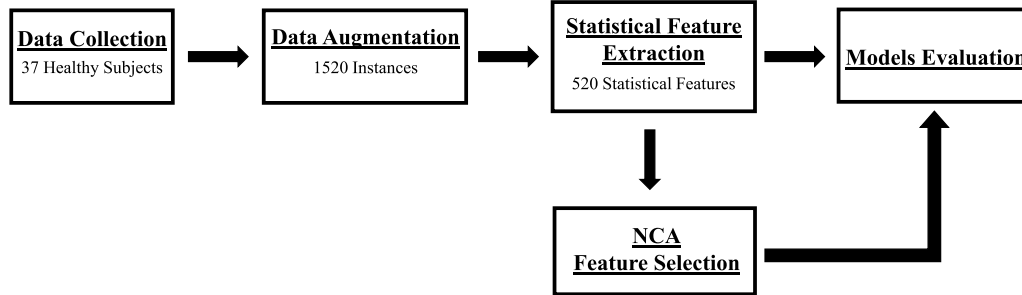 Data Collection
37 Healthy Subjects
Data Augmentation
1520 Instances
Statistical Feature
Extraction
520 Statistical Features
Models Evaluation
NCA
Feature Selection